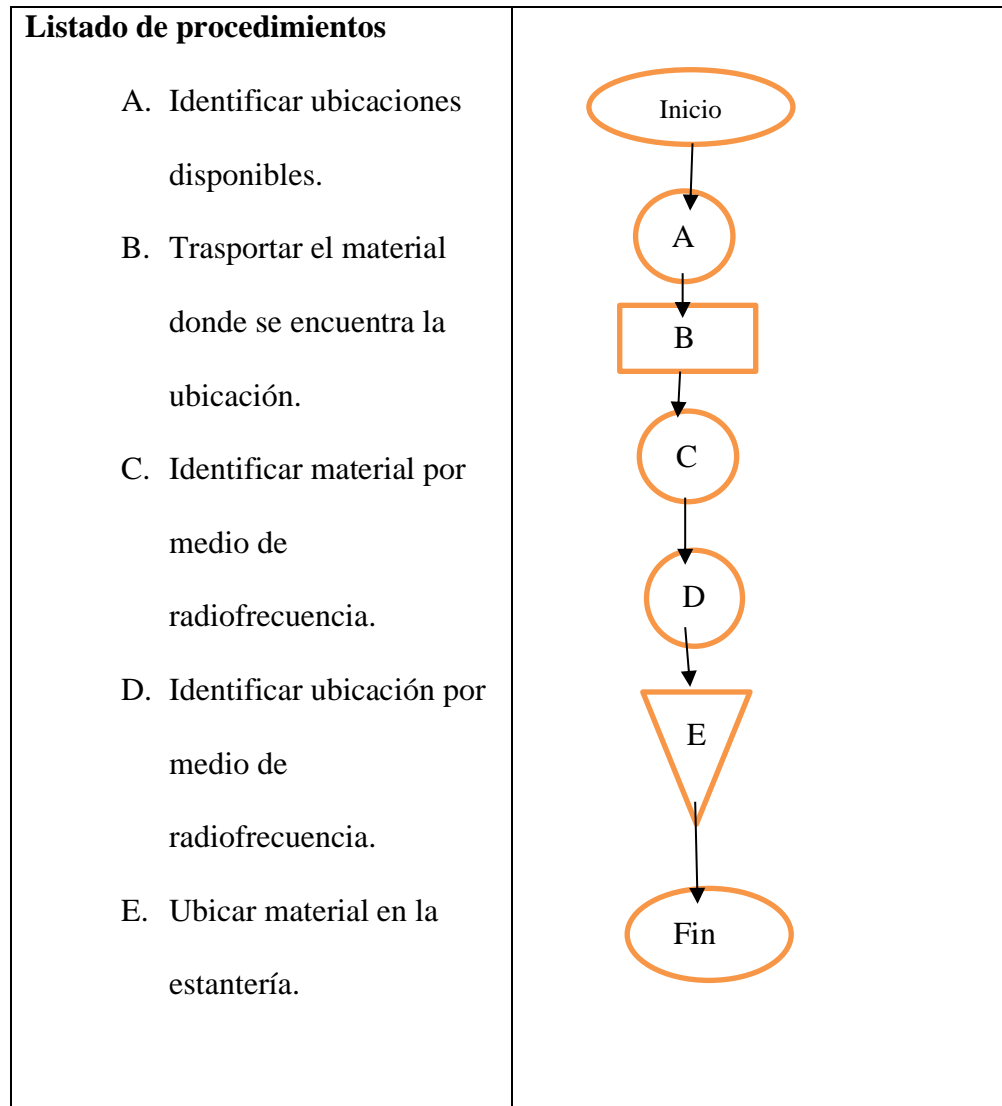 Listado de procedimientos
A. Identificar ubicaciones
disponibles.
B. Trasportar el material
donde se encuentra la
ubicación.
C. Identificar material por
medio de
radiofrecuencia.
D. Identificar ubicación por
medio de
radiofrecuencia.
E. Ubicar material en la
estantería.
Inicio
A
B
C
D
E
Fin